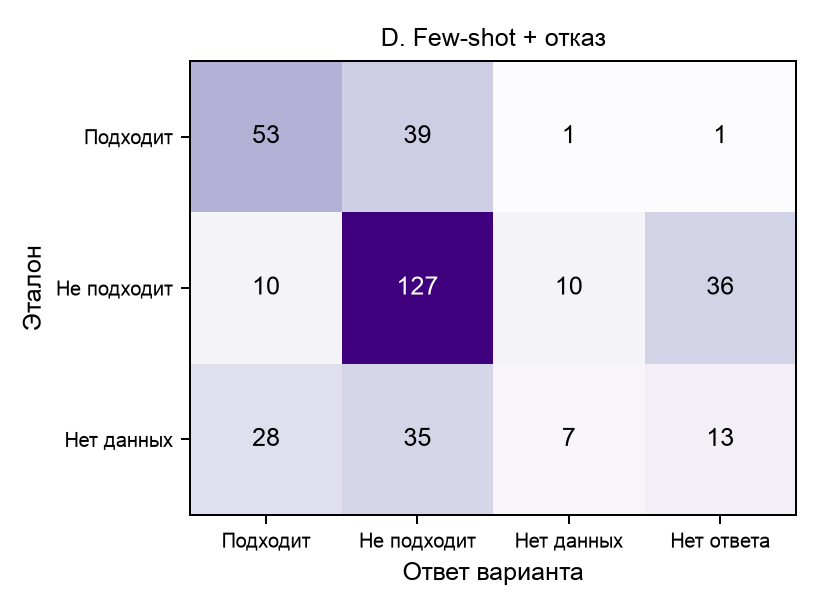 D. Few-shot + отказ
Эталон
Подходит 53 39 1 1
Не подходит 10 127 10 36
Нет данных 28 35 7 13
Подходит Не подходит Нет данных Нет ответа
Ответ варианта